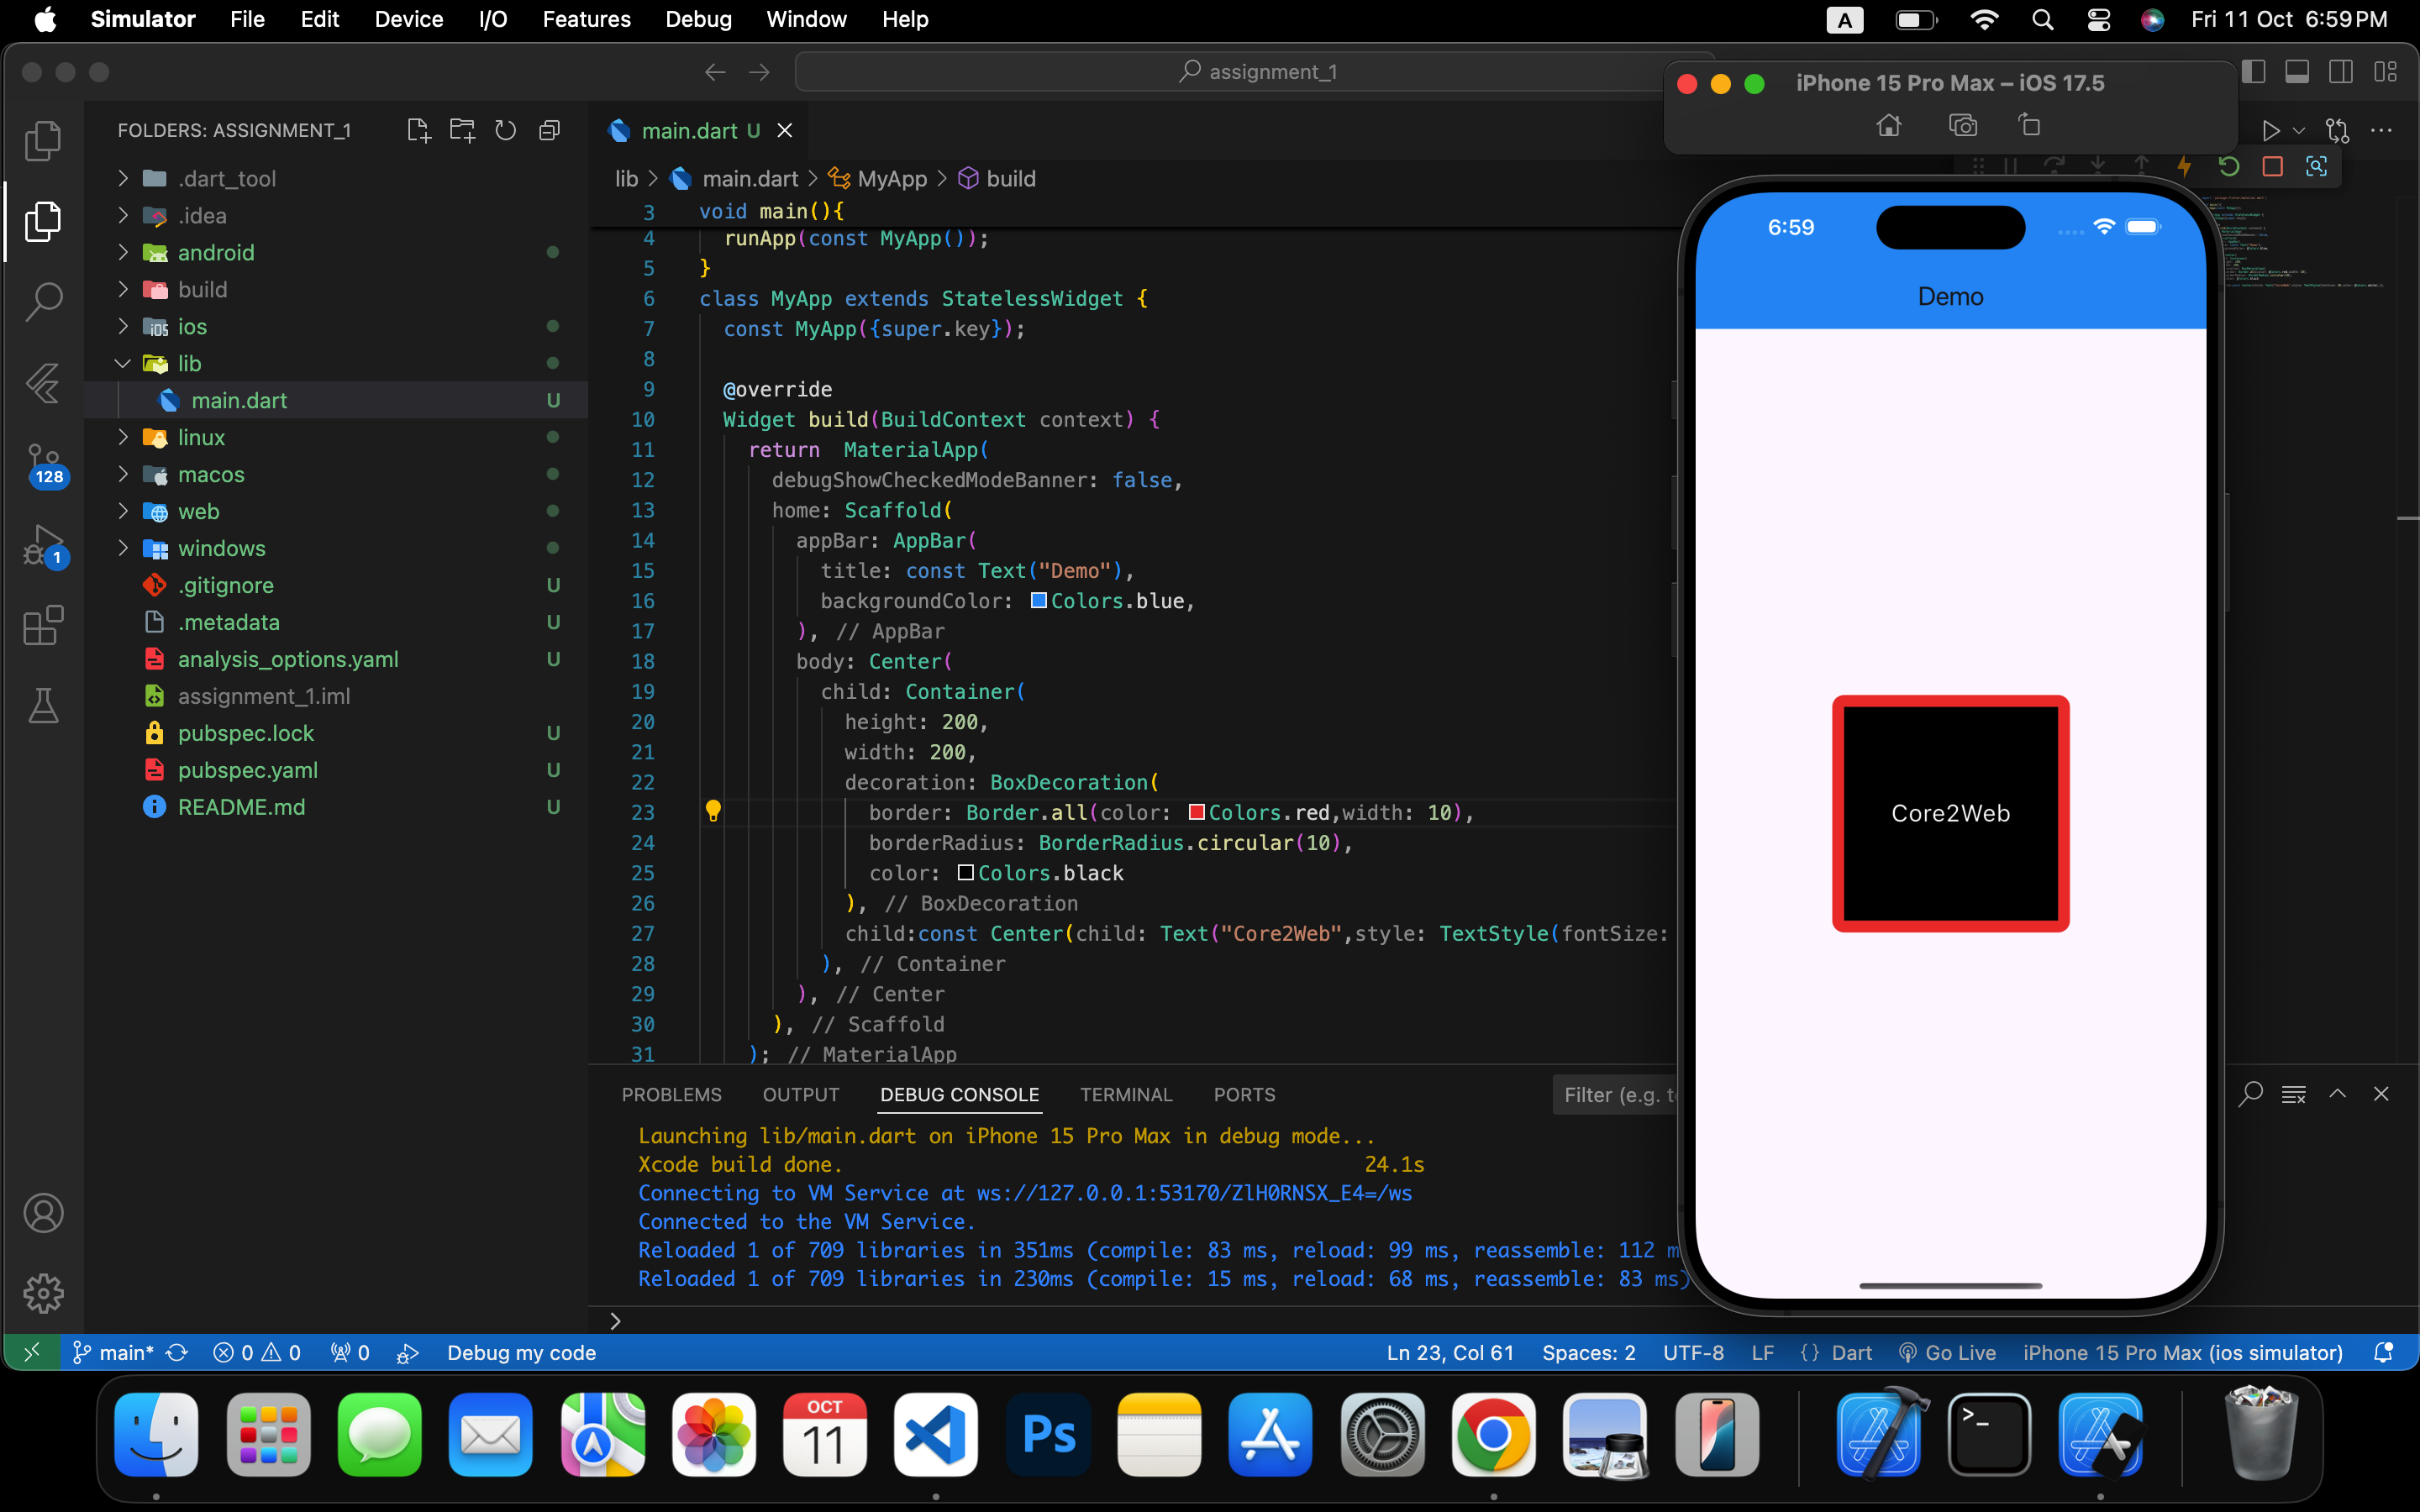 Simulator File Edit Device I/O Features Debug Window Help A Fri 11 Oct 6:59 PM
assignment_1
iPhone 15 Pro Max – iOS 17.5
FOLDERS: ASSIGNMENT_1
.dart_tool
.idea
android
build
ios
lib
main.dart U
linux
macos
web
windows
.gitignore U
.metadata U
analysis_options.yaml U
assignment_1.iml
pubspec.lock U
pubspec.yaml U
README.md U
128
1
main.dart U
lib > main.dart > MyApp > build
3 void main(){
4 runApp(const MyApp());
5 }
6 class MyApp extends StatelessWidget {
7 const MyApp({super.key});
8
9 @override
10 Widget build(BuildContext context) {
11 return  MaterialApp(
12 debugShowCheckedModeBanner: false,
13 home: Scaffold(
14 appBar: AppBar(
15 title: const Text("Demo"),
16 backgroundColor: Colors.blue,
17 ), // AppBar
18 body: Center(
19 child: Container(
20 height: 200,
21 width: 200,
22 decoration: BoxDecoration(
23 border: Border.all(color: Colors.red,width: 10),
24 borderRadius: BorderRadius.circular(10),
25 color: Colors.black
26 ), // BoxDecoration
27 child:const Center(child: Text("Core2Web",style: TextStyle(fontSize:
28 ), // Container
29 ), // Center
30 ), // Scaffold
31 ); // MaterialApp
6:59
Demo
Core2Web
PROBLEMS OUTPUT DEBUG CONSOLE TERMINAL PORTS Filter (e.g. t
Launching lib/main.dart on iPhone 15 Pro Max in debug mode...
Xcode build done. 24.1s
Connecting to VM Service at ws://127.0.0.1:53170/ZlH0RNSX_E4=/ws
Connected to the VM Service.
Reloaded 1 of 709 libraries in 351ms (compile: 83 ms, reload: 99 ms, reassemble: 112 m
Reloaded 1 of 709 libraries in 230ms (compile: 15 ms, reload: 68 ms, reassemble: 83 ms)
main* 0 0 0 Debug my code Ln 23, Col 61 Spaces: 2 UTF-8 LF {} Dart Go Live iPhone 15 Pro Max (ios simulator)
OCT
11
Ps